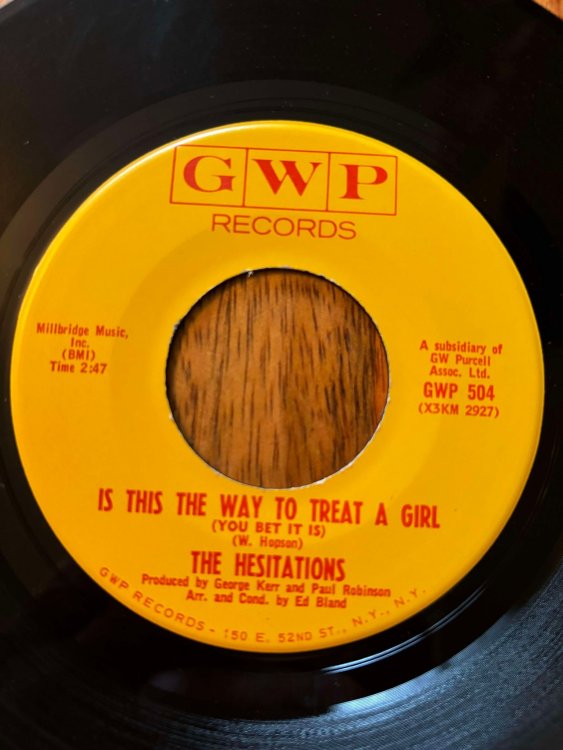 GWP
RECORDS
Millbridge Music,
Inc.
(BMI)
Time 2:47
A subsidiary of
GW Purcell
Assoc. Ltd.
GWP 504
(X3KM 2927)
IS THIS THE WAY TO TREAT A GIRL
(YOU BET IT IS)
(W. Hopson)
THE HESITATIONS
Produced by George Kerr and Paul Robinson
Arr. and Cond. by Ed Bland
GWP RECORDS - 150 E. 52ND ST., N.Y., N.Y.